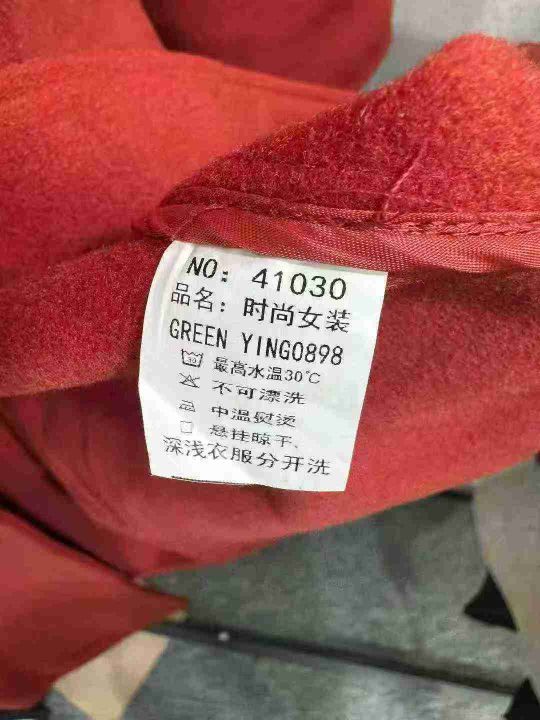 NO: 41030
品名: 时尚女装
GREEN YING0898
30 最高水温30℃
不可漂洗
中温熨烫
悬挂晾干、
深浅衣服分开洗